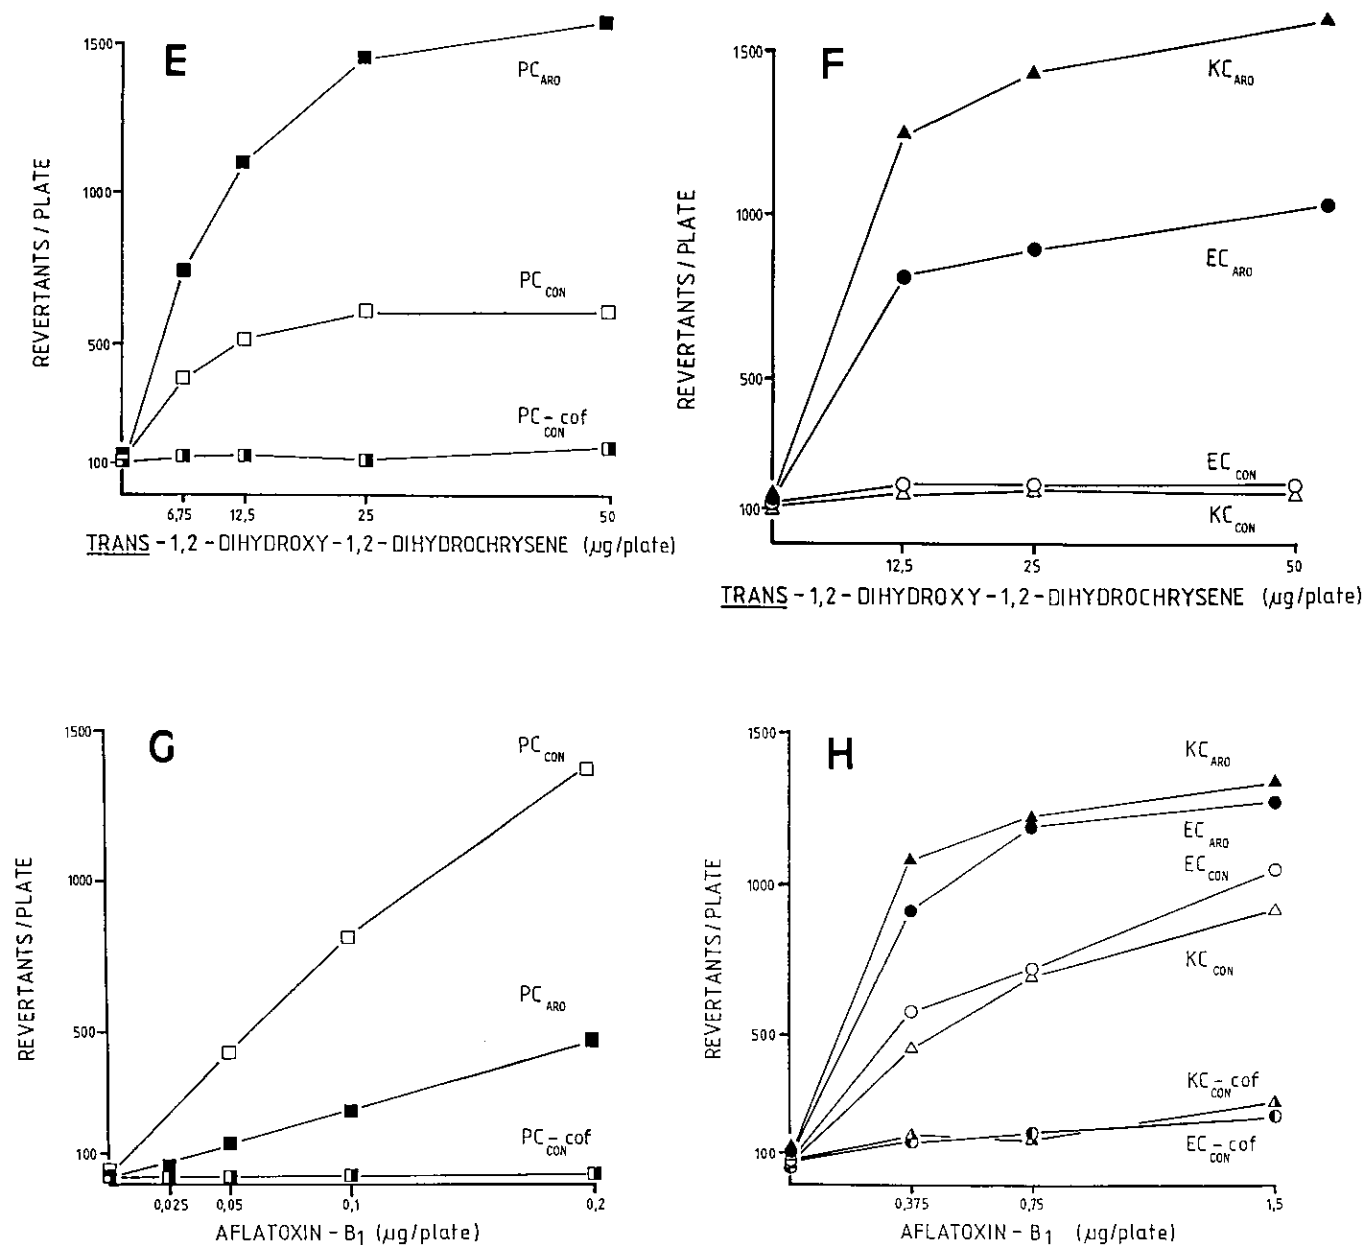 E
1500
1000
500
100
REVERTANTS / PLATE
PC ARO
PC CON
PC CON - cof
6,75 12,5 25 50
TRANS - 1,2 - DIHYDROXY - 1,2 - DIHYDROCHRYSENE (µg/plate)
F
1500
1000
500
100
REVERTANTS / PLATE
KC ARO
EC ARO
EC CON
KC CON
12,5 25 50
TRANS - 1,2 - DIHYDROXY - 1,2 - DIHYDROCHRYSENE (µg/plate)
G
1500
1000
500
100
REVERTANTS / PLATE
PC CON
PC ARO
PC CON - cof
0,025 0,05 0,1 0,2
AFLATOXIN - B1 (µg/plate)
H
1500
1000
500
100
REVERTANTS / PLATE
KC ARO
EC ARO
EC CON
KC CON
KC CON - cof
EC CON - cof
0,375 0,75 1,5
AFLATOXIN - B1 (µg/plate)